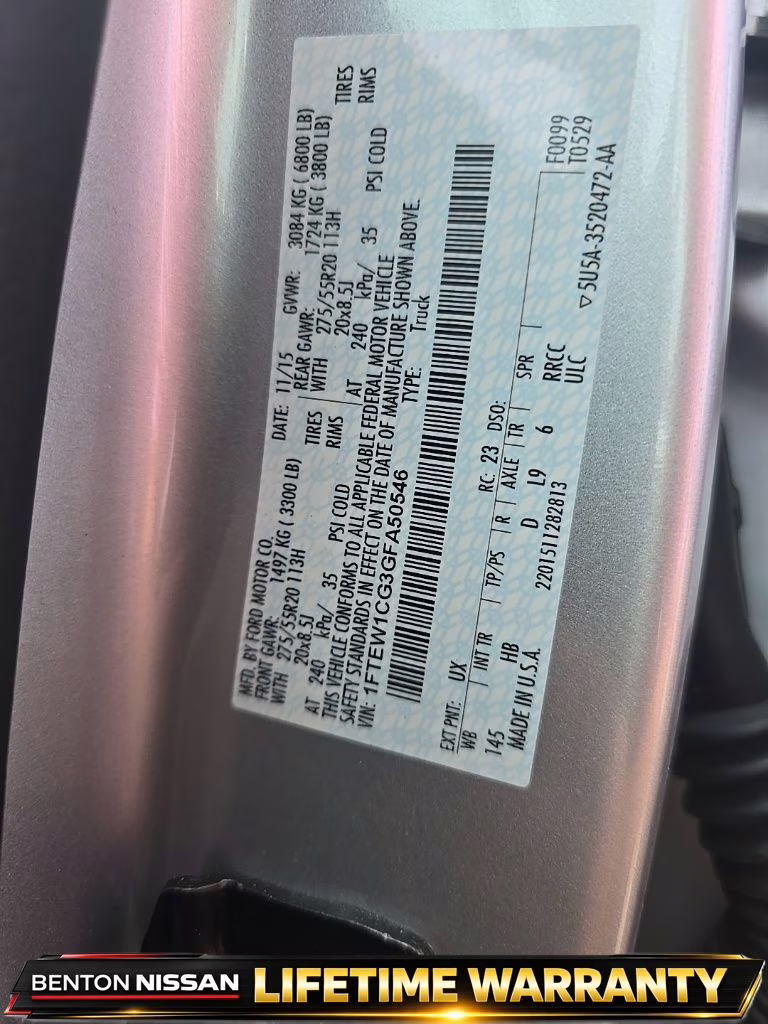 MFD. BY FORD MOTOR CO. DATE: 11/15 GVWR: 3084 KG ( 6800 LB)
FRONT GAWR: 1497 KG ( 3300 LB) REAR GAWR: 1724 KG ( 3800 LB)
WITH 275/55R20 113H TIRES WITH 275/55R20 113H TIRES
20x8.5J RIMS 20x8.5J RIMS
AT 240 kPa/ 35 PSI COLD AT 240 kPa/ 35 PSI COLD
THIS VEHICLE CONFORMS TO ALL APPLICABLE FEDERAL MOTOR VEHICLE
SAFETY STANDARDS IN EFFECT ON THE DATE OF MANUFACTURE SHOWN ABOVE.
VIN: 1FTEW1CG3GFA50546 TYPE: Truck
EXT PNT: UX RC: 23 DSO: F0099
WB INT TR TP/PS R AXLE TR SPR T0529
145 HB D L9 6 RRCC
MADE IN U.S.A. 2201511282813 ULC ▽5U5A-3520472-AA
BENTON NISSAN LIFETIME WARRANTY